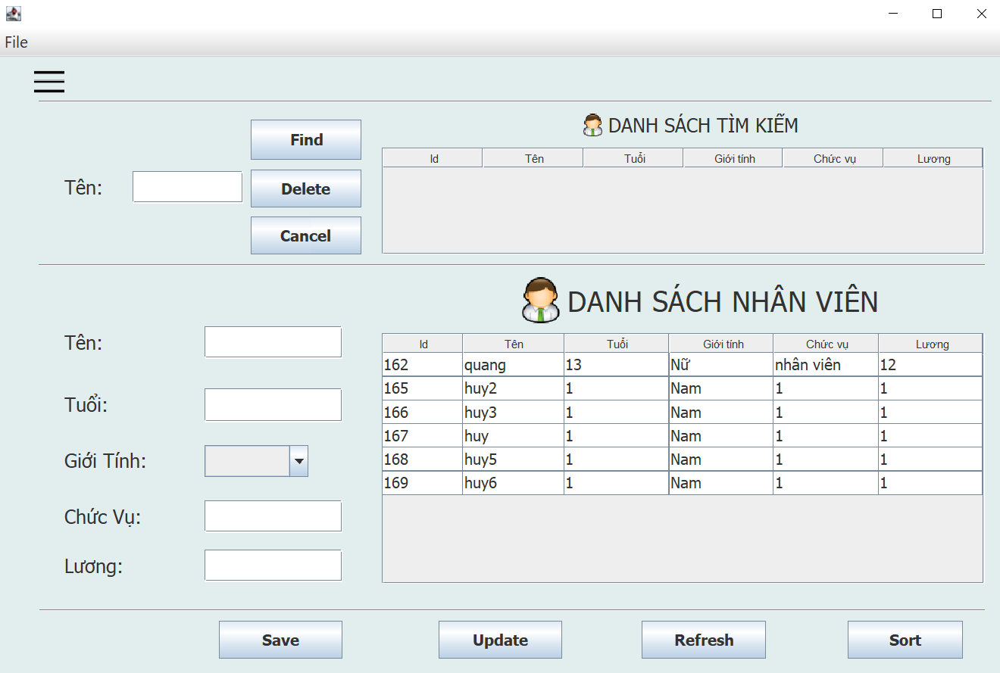 File
Find
DANH SÁCH TÌM KIẾM
Id Tên Tuổi Giới tính Chức vụ Lương
Tên:
Delete
Cancel
DANH SÁCH NHÂN VIÊN
Tên:
Tuổi:
Giới Tính:
Chức Vụ:
Lương:
Id Tên Tuổi Giới tính Chức vụ Lương
162 quang 13 Nữ nhân viên 12
165 huy2 1 Nam 1 1
166 huy3 1 Nam 1 1
167 huy 1 Nam 1 1
168 huy5 1 Nam 1 1
169 huy6 1 Nam 1 1
Save Update Refresh Sort